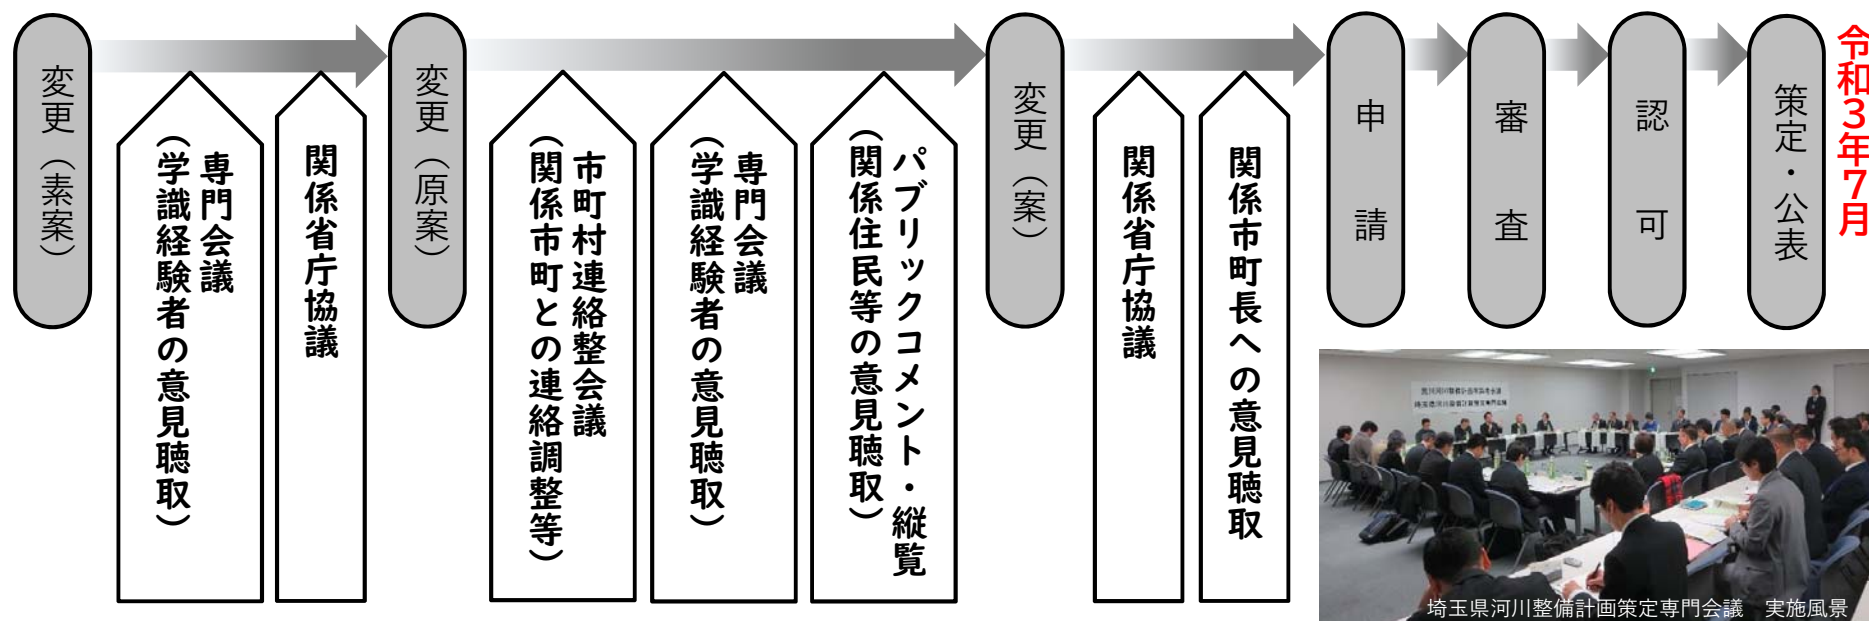 変更（素案）
専門会議
（学識経験者の意見聴取）
関係省庁協議
変更（原案）
市町村連絡整会議
（関係市町との連絡調整等）
専門会議
（学識経験者の意見聴取）
パブリックコメント・縦覧
（関係住民等の意見聴取）
変更（案）
関係省庁協議
関係市町長への意見聴取
申請
審査
認可
策定・公表
令和３年７月
埼玉県河川整備計画策定専門会議　実施風景